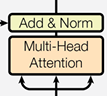 Add & Norm
Multi-Head
Attention